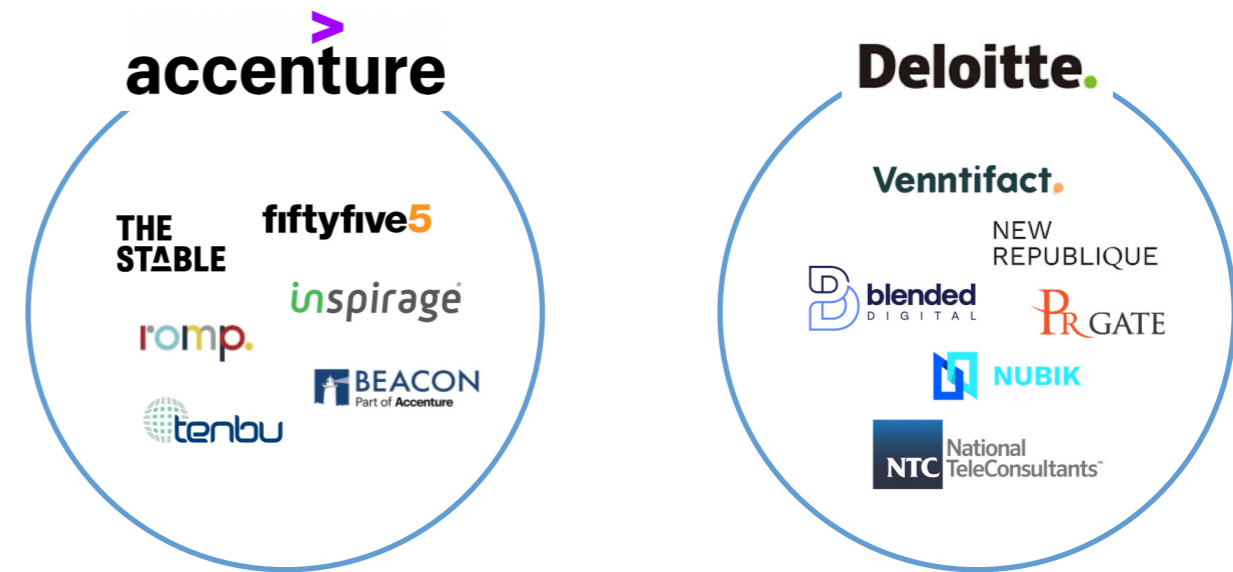 accenture
THE
STABLE
fiftyfive5
inspirage
romp.
BEACON
Part of Accenture
tenbu
Deloitte.
Venntifact.
NEW
REPUBLIQUE
blended
DIGITAL
PR GATE
NUBIK
NTC National
TeleConsultants™